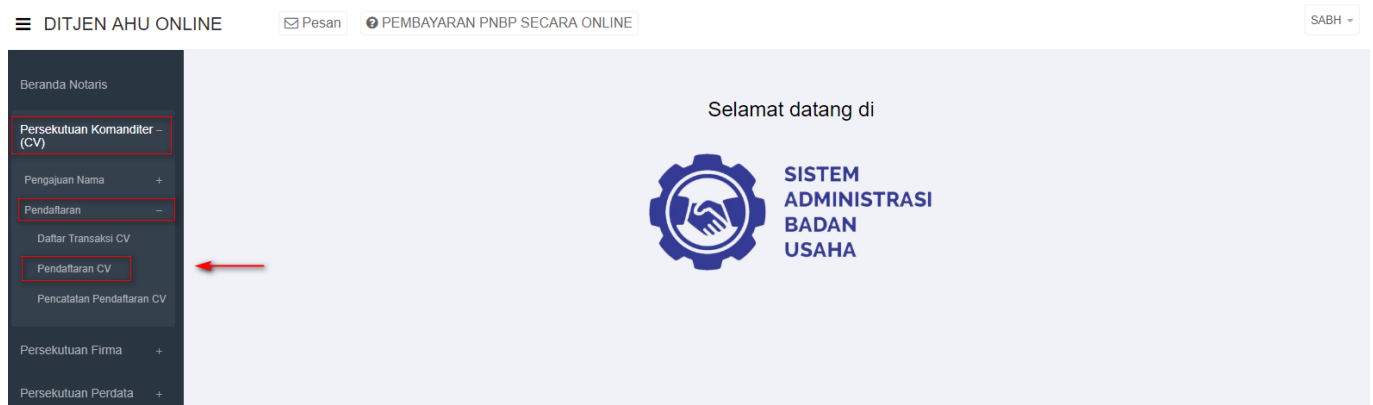 DITJEN AHU ONLINE
Pesan
PEMBAYARAN PNBP SECARA ONLINE
SABH
Beranda Notaris
Persekutuan Komanditer –
(CV)
Pengajuan Nama +
Pendaftaran –
Daftar Transaksi CV
Pendaftaran CV
Pencatatan Pendaftaran CV
Persekutuan Firma +
Persekutuan Perdata +
Selamat datang di
SISTEM
ADMINISTRASI
BADAN
USAHA